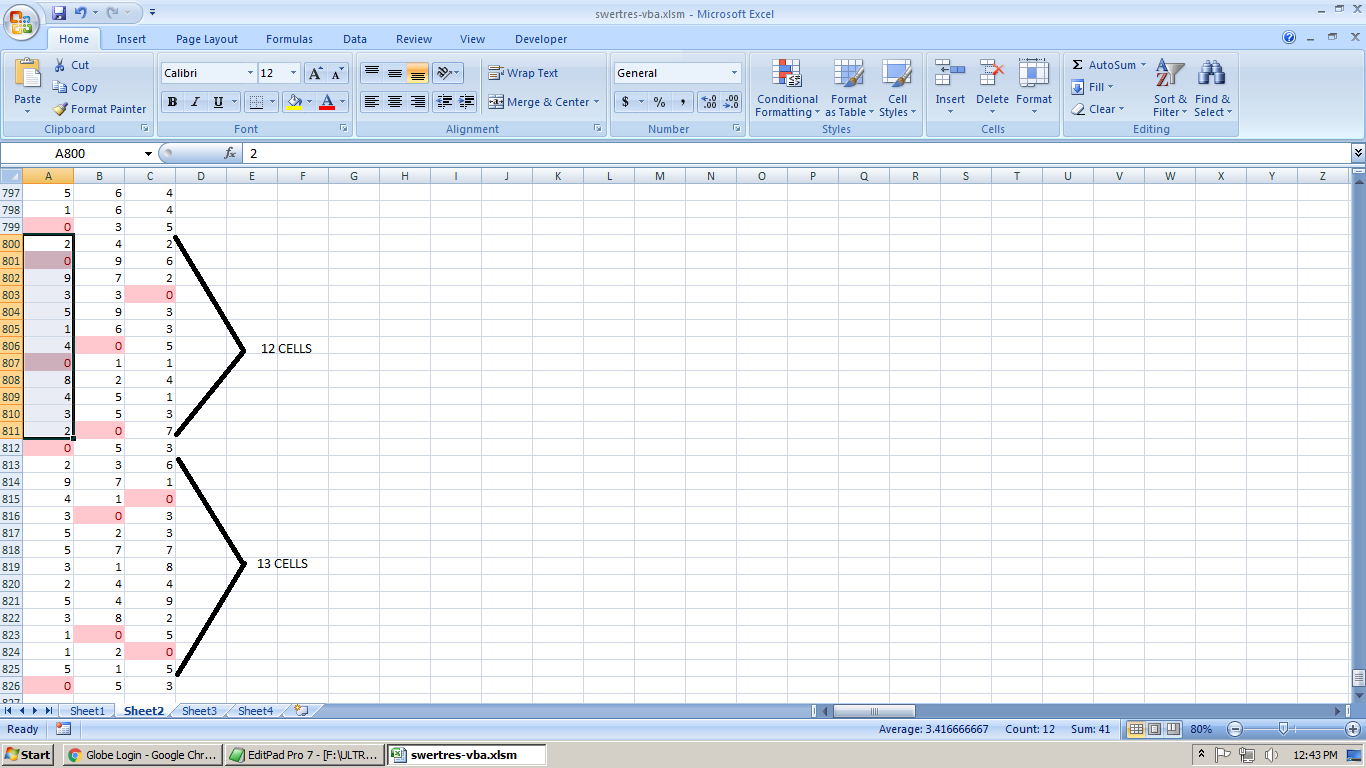 swertres-vba.xlsm - Microsoft Excel
Home Insert Page Layout Formulas Data Review View Developer
Paste Cut Copy Format Painter Clipboard
Calibri 12 A A B I U A Font
Wrap Text Merge & Center Alignment
General $ % , .0 .00 .00 .0 Number
Conditional Formatting Format as Table Cell Styles Styles
Insert Delete Format Cells
Σ AutoSum Fill Clear Sort & Filter Find & Select Editing
A800 fx 2
A B C D E F G H I J K L M N O P Q R S T U V W X Y Z
797 5 6 4
798 1 6 4
799 0 3 5
800 2 4 2
801 0 9 6
802 9 7 2
803 3 3 0
804 5 9 3
805 1 6 3
806 4 0 5
12 CELLS
807 0 1 1
808 8 2 4
809 4 5 1
810 3 5 3
811 2 0 7
812 0 5 3
813 2 3 6
814 9 7 1
815 4 1 0
816 3 0 3
817 5 2 3
818 5 7 7
819 3 1 8
13 CELLS
820 2 4 4
821 5 4 9
822 3 8 2
823 1 0 5
824 1 2 0
825 5 1 5
826 0 5 3
827
Sheet1 Sheet2 Sheet3 Sheet4
Ready Average: 3.416666667 Count: 12 Sum: 41 80%
Start Globe Login - Google Chr... EditPad Pro 7 - [F:\ULTR... swertres-vba.xlsm 12:43 PM